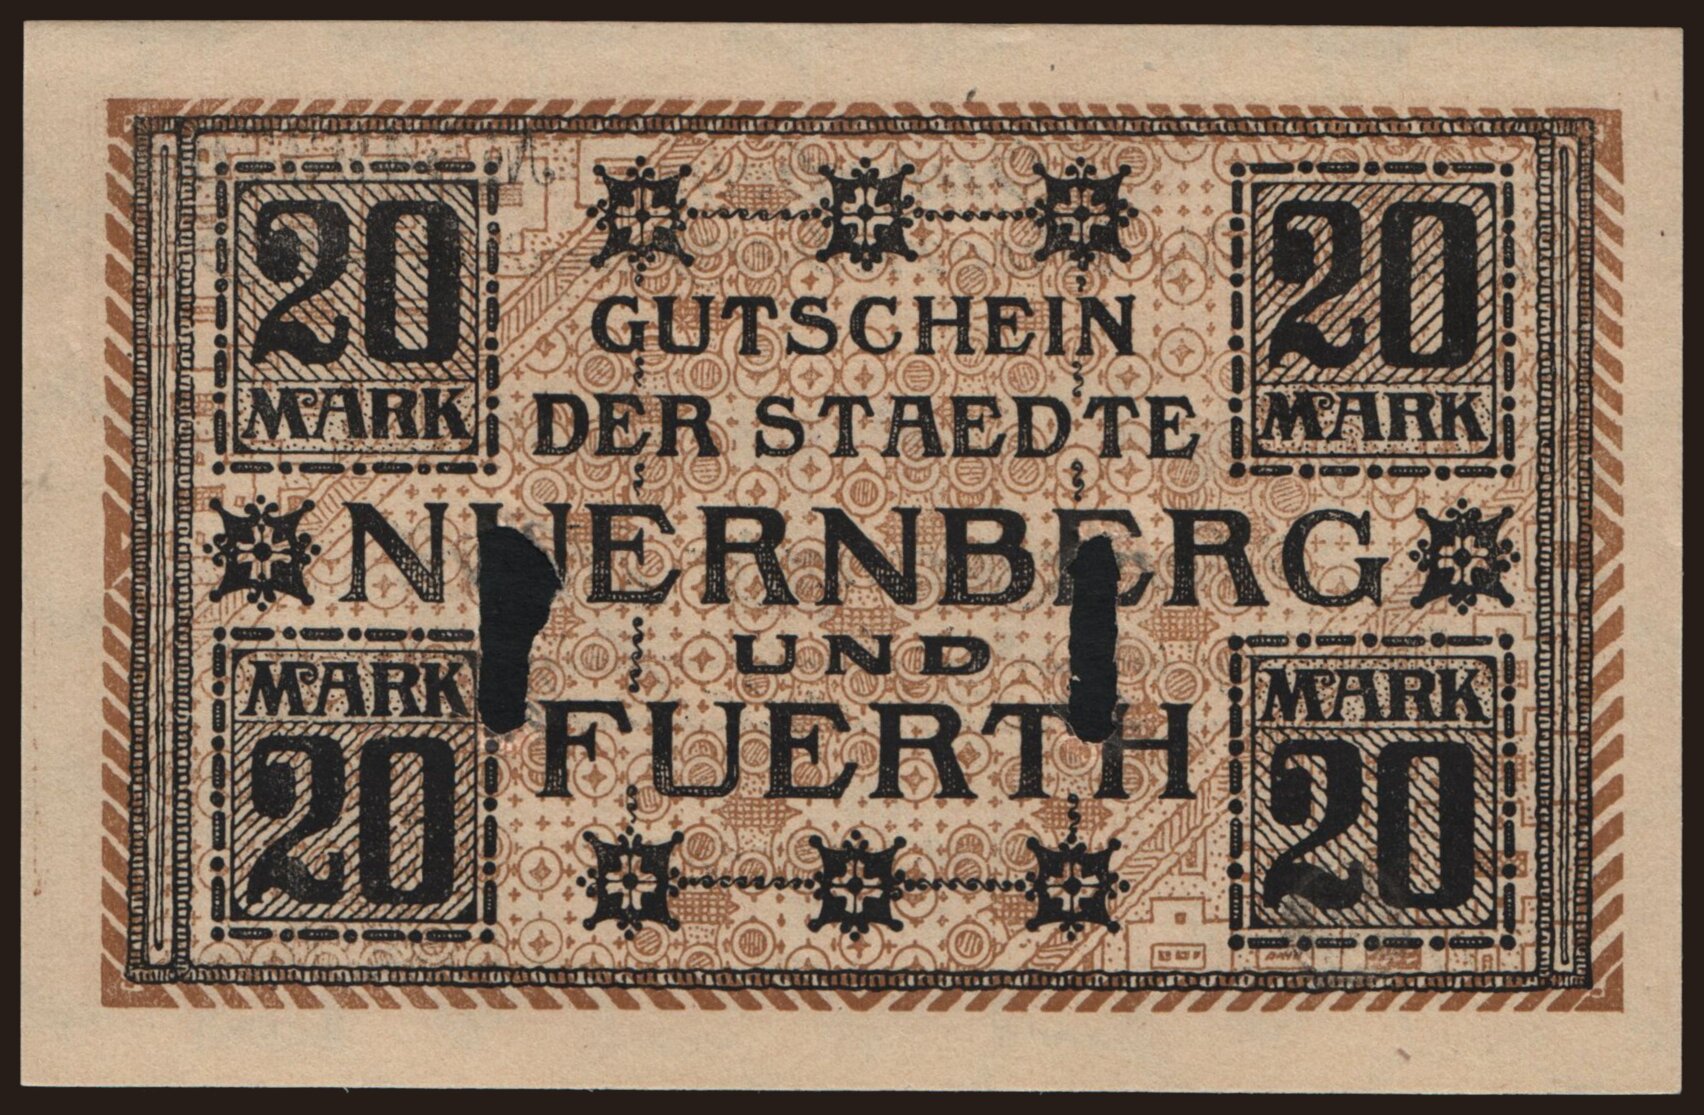 20 20
MARK MARK
GUTSCHEIN
DER STAEDTE
NUERNBERG
UND
FUERTH
MARK MARK
20 20